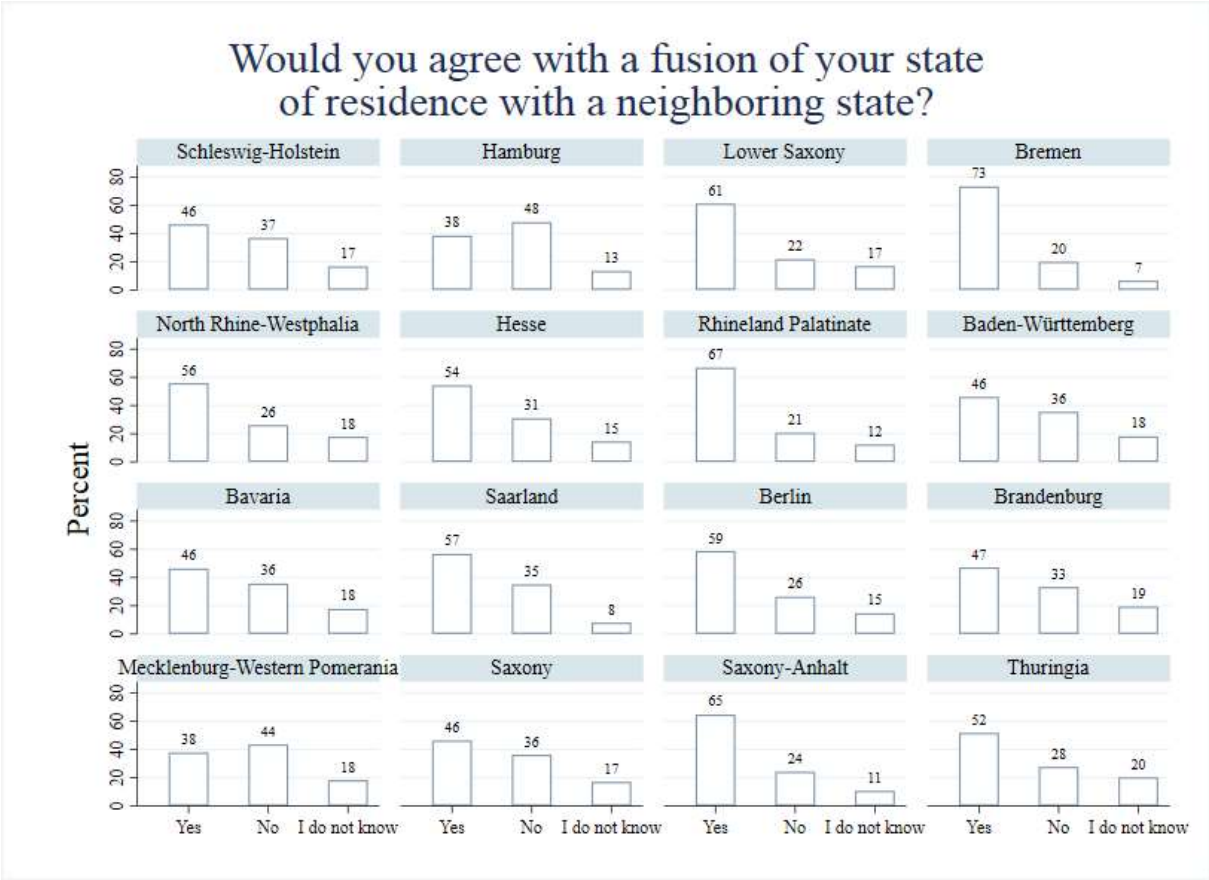 Would you agree with a fusion of your state
of residence with a neighboring state?
Schleswig-Holstein Hamburg Lower Saxony Bremen
80 60 40 20 0
46 37 17
38 48 13
61 22 17
73 20 7
North Rhine-Westphalia Hesse Rhineland Palatinate Baden-Württemberg
80 60 40 20 0
56 26 18
54 31 15
67 21 12
46 36 18
Percent
Bavaria Saarland Berlin Brandenburg
80 60 40 20 0
46 36 18
57 35 8
59 26 15
47 33 19
Mecklenburg-Western Pomerania Saxony Saxony-Anhalt Thuringia
80 60 40 20 0
38 44 18
46 36 17
65 24 11
52 28 20
Yes No I do not know Yes No I do not know Yes No I do not know Yes No I do not know